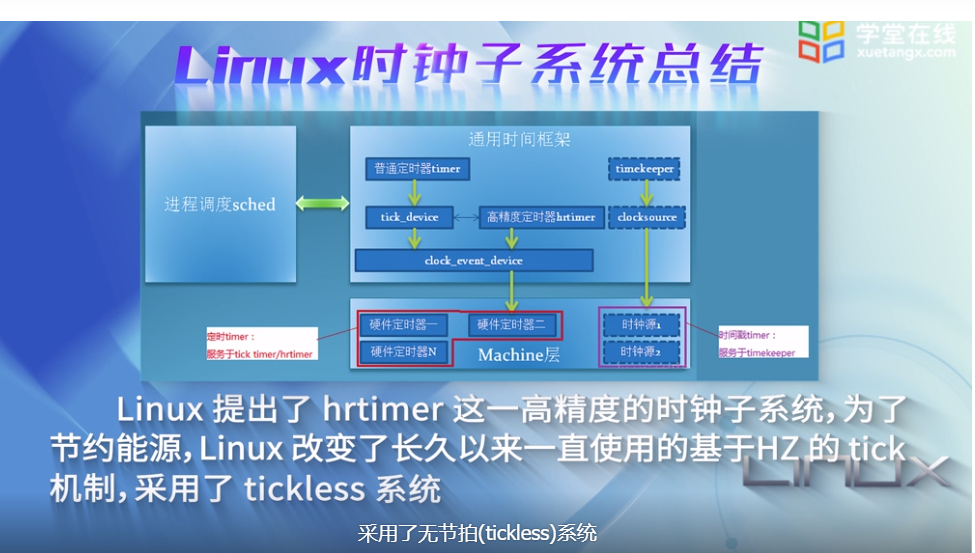 学堂在线
xuetangx.com
Linux时钟子系统总结
通用时间框架
普通定时器timer
timekeeper
进程调度sched
tick_device
高精度定时器hrtimer
clocksource
clock_event_device
硬件定时器一
硬件定时器二
时钟源1
定时timer：
服务于tick timer/hrtimer
硬件定时器N
Machine层
时钟源2
时间戳timer：
服务于timekeeper
Linux 提出了 hrtimer 这一高精度的时钟子系统，为了
节约能源，Linux 改变了长久以来一直使用的基于HZ 的 tick
机制，采用了 tickless 系统
LINUX
采用了无节拍(tickless)系统